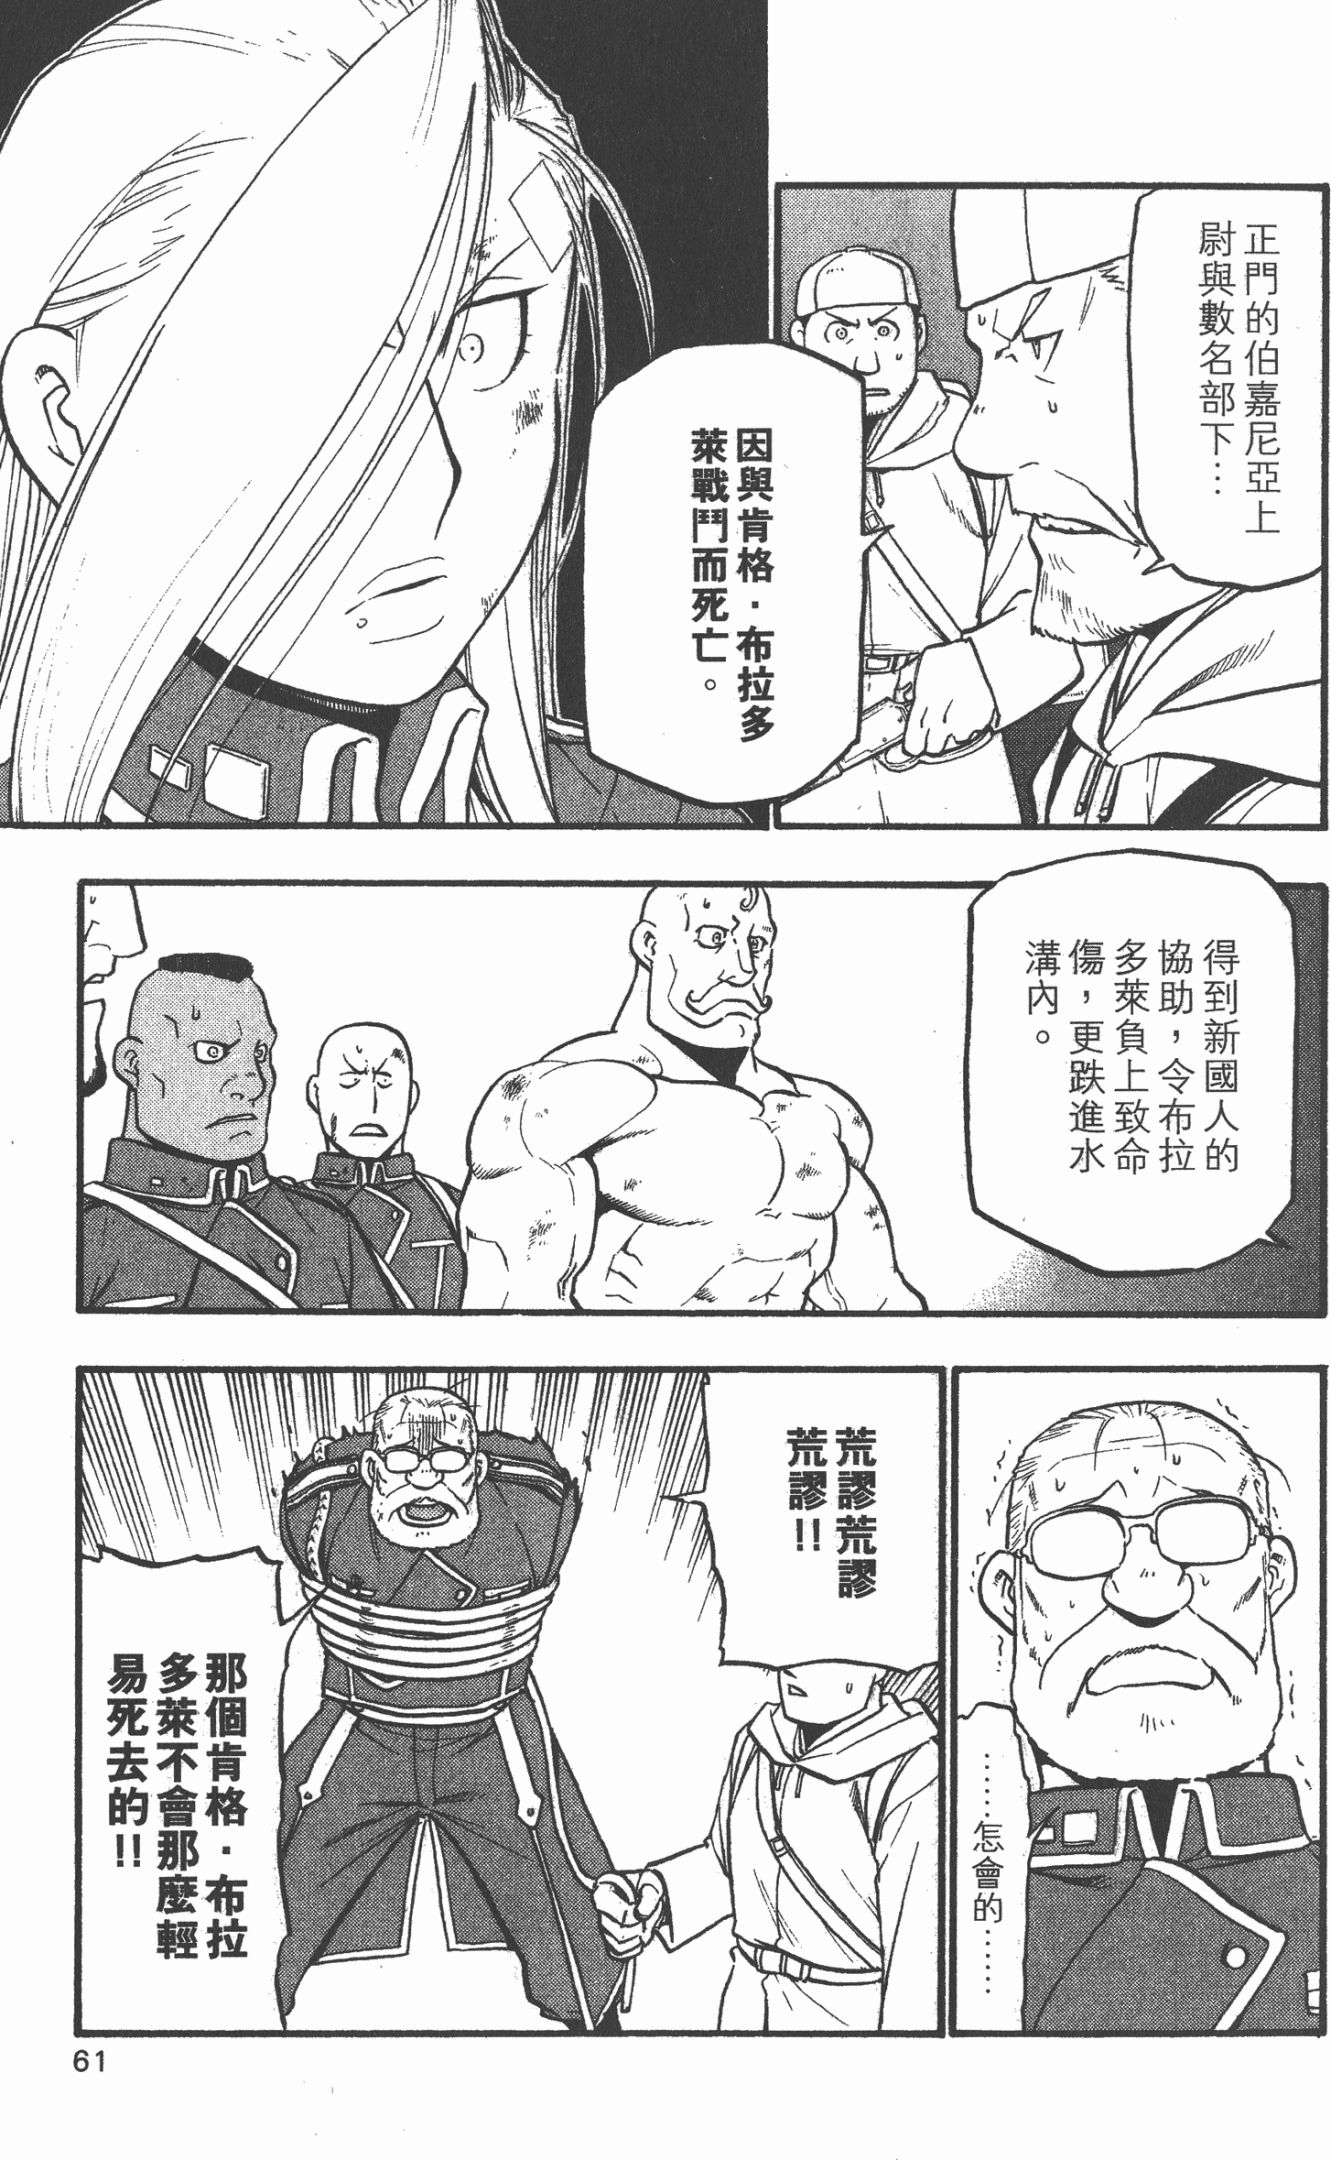 正門的伯嘉尼亞上
尉與數名部下…
因與肯格·布拉多
萊戰鬥而死亡。
得到新國人的
協助，令布拉
多萊負上致命
傷，更跌進水
溝內。
……怎會的……
荒謬荒謬
荒謬!!
那個肯格·布拉
多萊不會那麼輕
易死去的!!
61